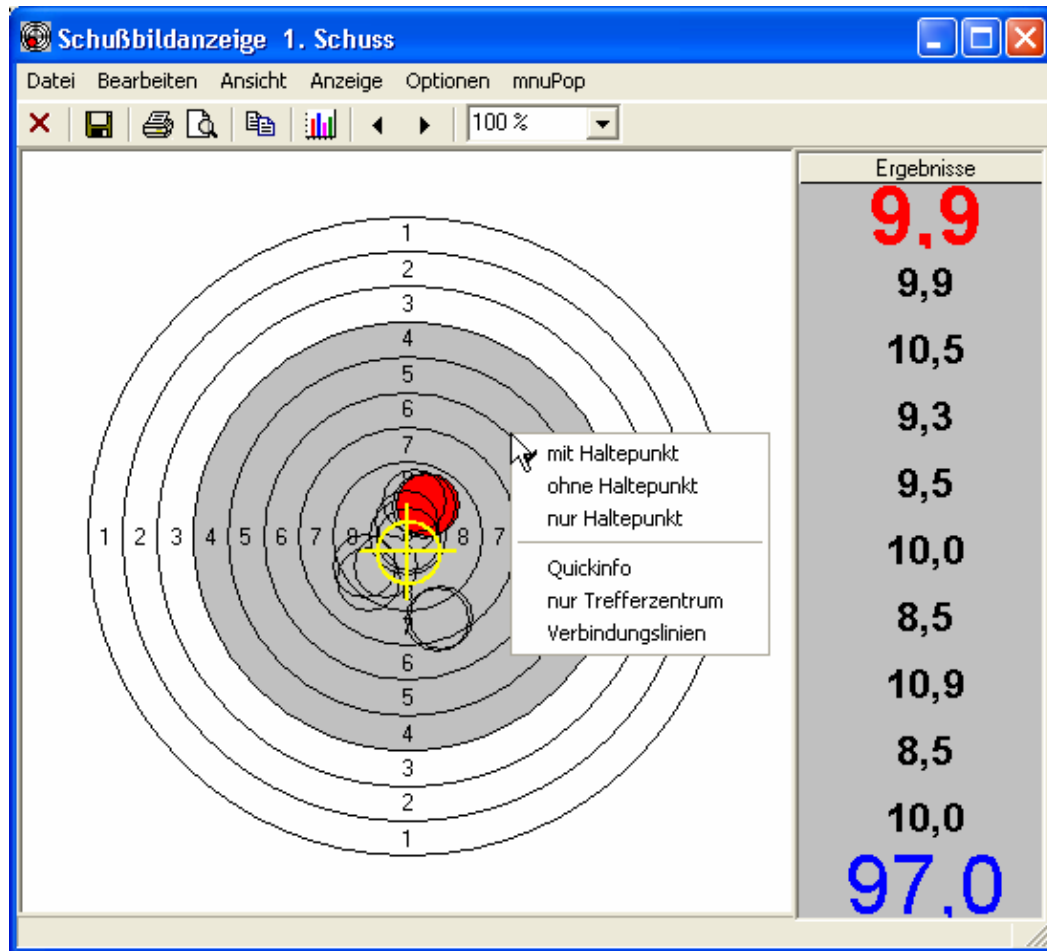 Schußbildanzeige 1. Schuss
Datei Bearbeiten Ansicht Anzeige Optionen mnuPop
100 %
Ergebnisse
9,9
9,9
10,5
9,3
9,5
10,0
8,5
10,9
8,5
10,0
97,0
1
2
3
4
5
6
7
1 2 3 4 5 6 7 8 8 7
7
6
5
4
3
2
1
mit Haltepunkt
ohne Haltepunkt
nur Haltepunkt
Quickinfo
nur Trefferzentrum
Verbindungslinien